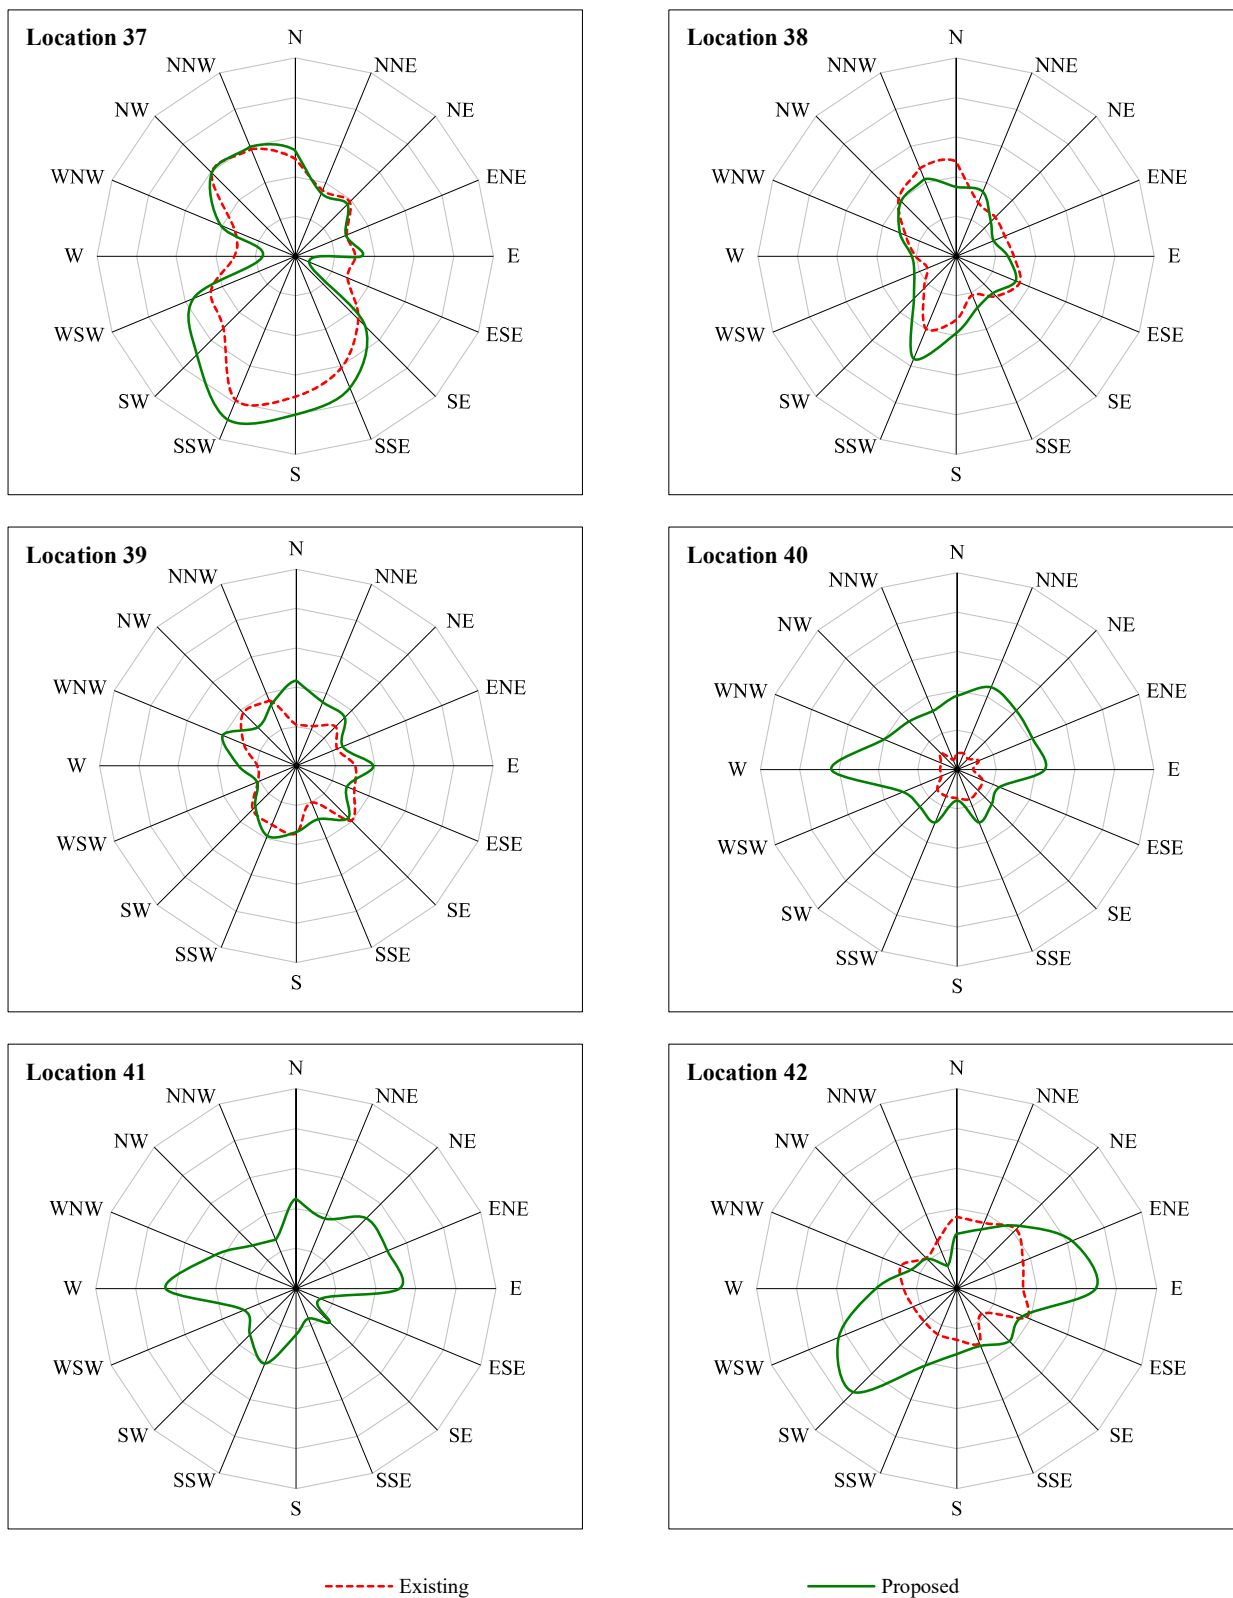 Location 37
N
NNW
NNE
NW
NE
WNW
ENE
W
E
WSW
ESE
SW
SE
SSW
SSE
S
Location 38
N
NNW
NNE
NW
NE
WNW
ENE
W
E
WSW
ESE
SW
SE
SSW
SSE
S
Location 39
N
NNW
NNE
NW
NE
WNW
ENE
W
E
WSW
ESE
SW
SE
SSW
SSE
S
Location 40
N
NNW
NNE
NW
NE
WNW
ENE
W
E
WSW
ESE
SW
SE
SSW
SSE
S
Location 41
N
NNW
NNE
NW
NE
WNW
ENE
W
E
WSW
ESE
SW
SE
SSW
SSE
S
Location 42
N
NNW
NNE
NW
NE
WNW
ENE
W
E
WSW
ESE
SW
SE
SSW
SSE
S
Existing
Proposed